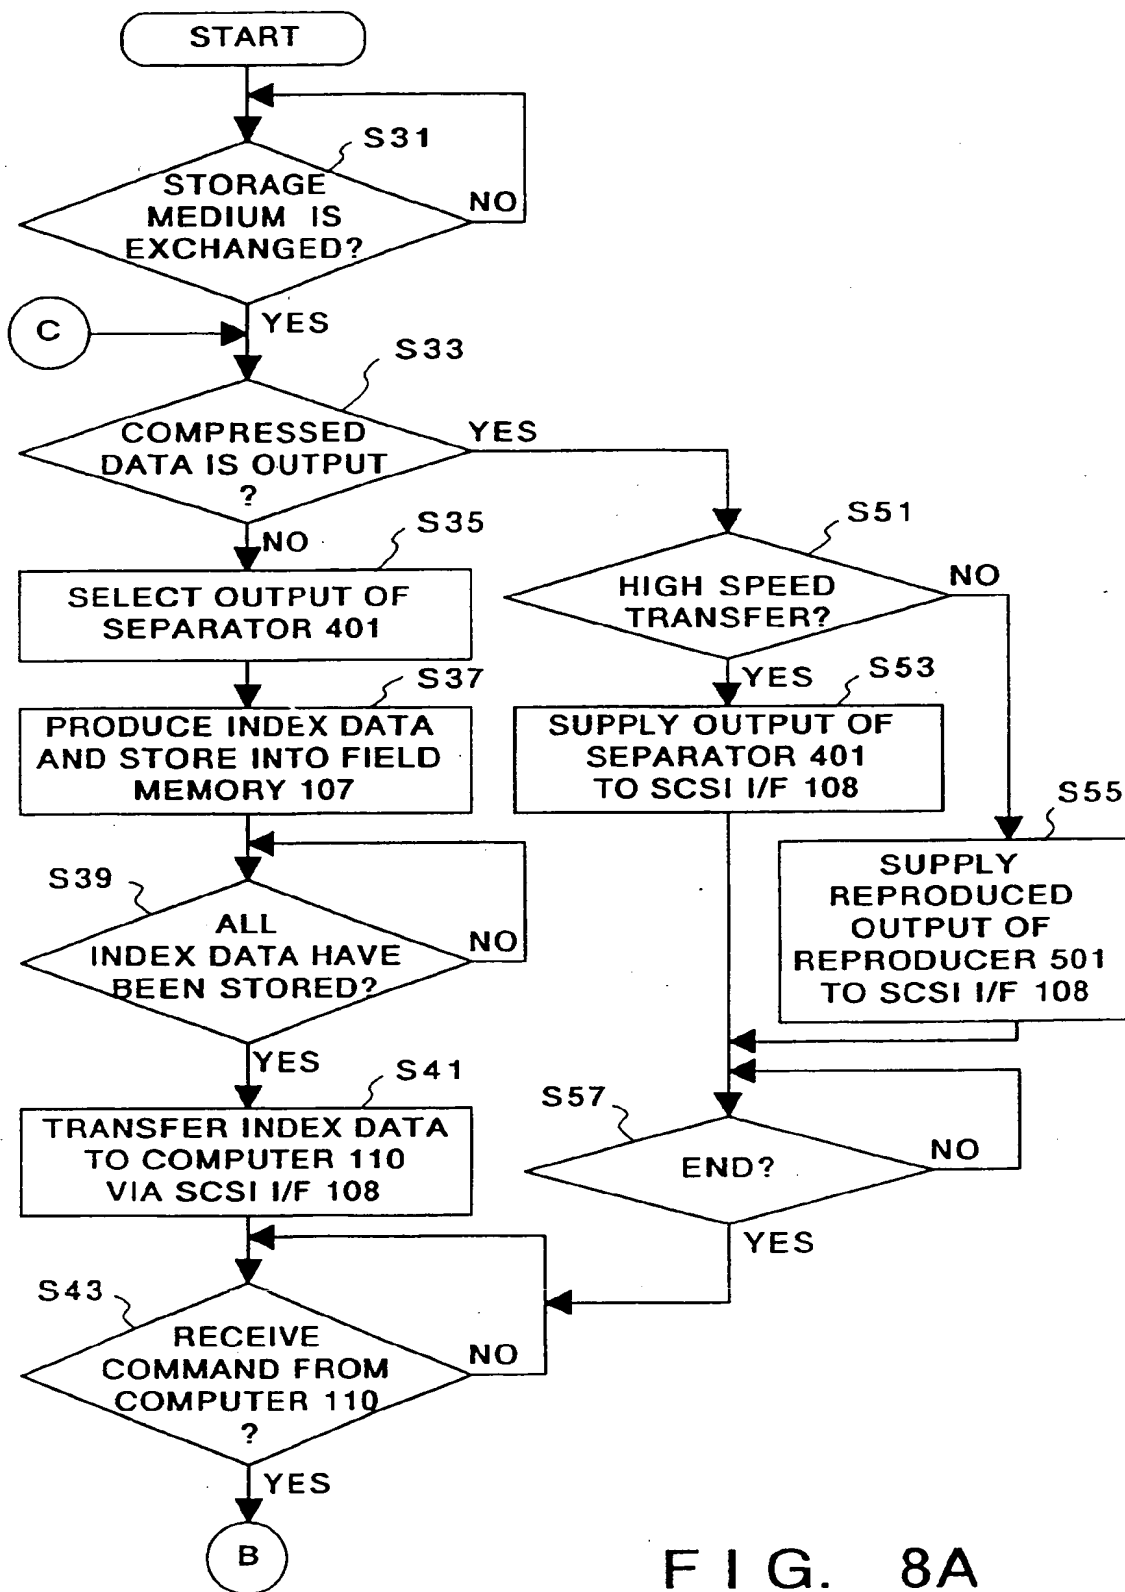 START
S31
STORAGE
MEDIUM IS
EXCHANGED?
NO
YES
C
S33
COMPRESSED
DATA IS OUTPUT
?
YES
NO
S35
SELECT OUTPUT OF
SEPARATOR 401
S37
PRODUCE INDEX DATA
AND STORE INTO FIELD
MEMORY 107
S39
ALL
INDEX DATA HAVE
BEEN STORED?
NO
YES
S41
TRANSFER INDEX DATA
TO COMPUTER 110
VIA SCSI I/F 108
S43
RECEIVE
COMMAND FROM
COMPUTER 110
?
NO
YES
B
S51
HIGH SPEED
TRANSFER?
NO
YES
S53
SUPPLY OUTPUT OF
SEPARATOR 401
TO SCSI I/F 108
S55
SUPPLY
REPRODUCED
OUTPUT OF
REPRODUCER 501
TO SCSI I/F 108
S57
END?
NO
YES
FIG. 8A